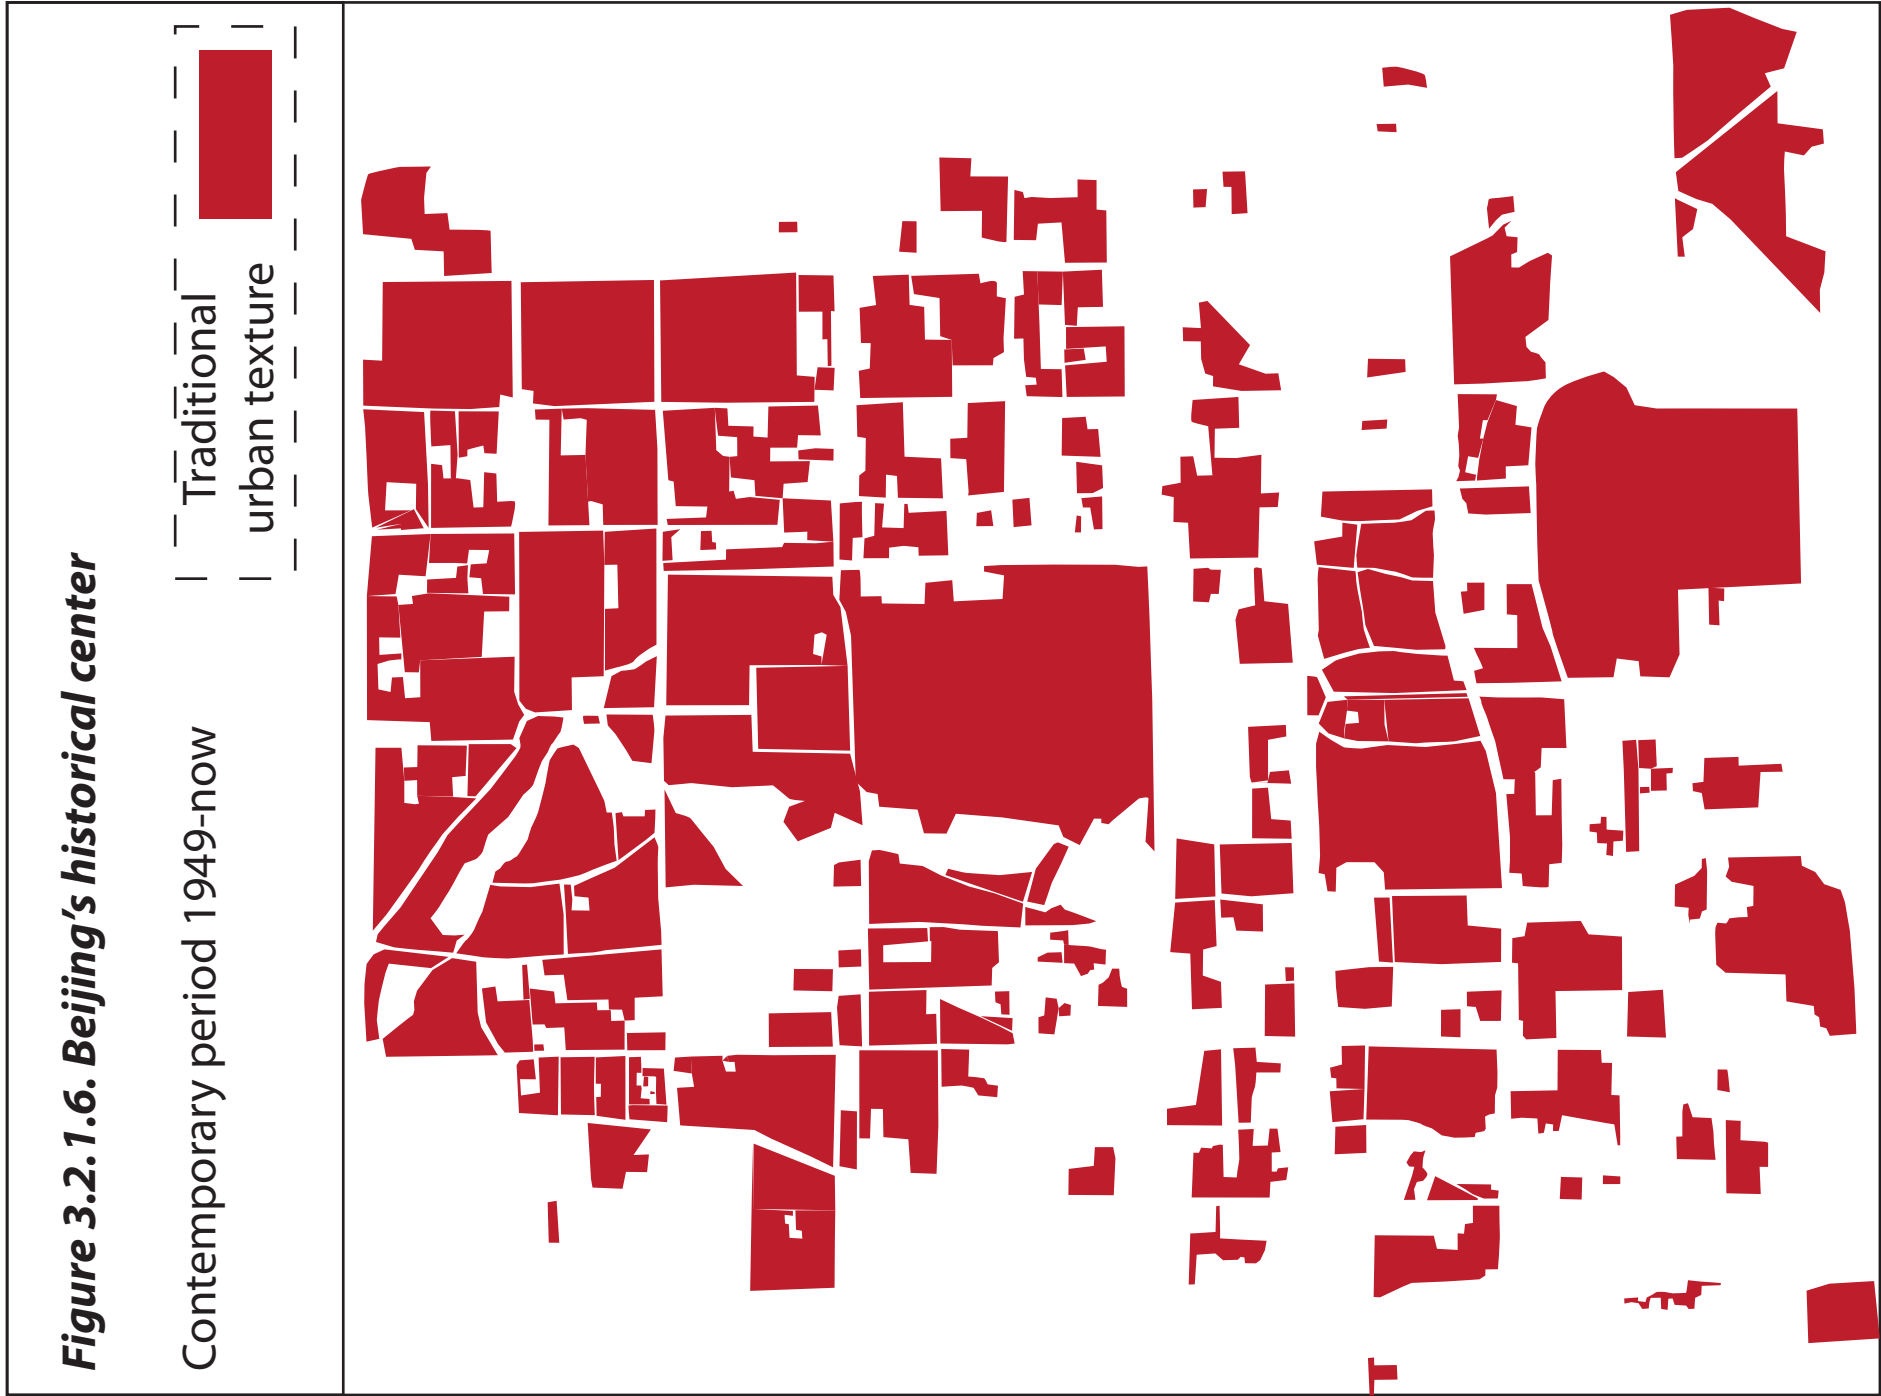 Figure 3.2.1.6. Beijing’s historical center
Contemporary period 1949-now
Traditional
urban texture